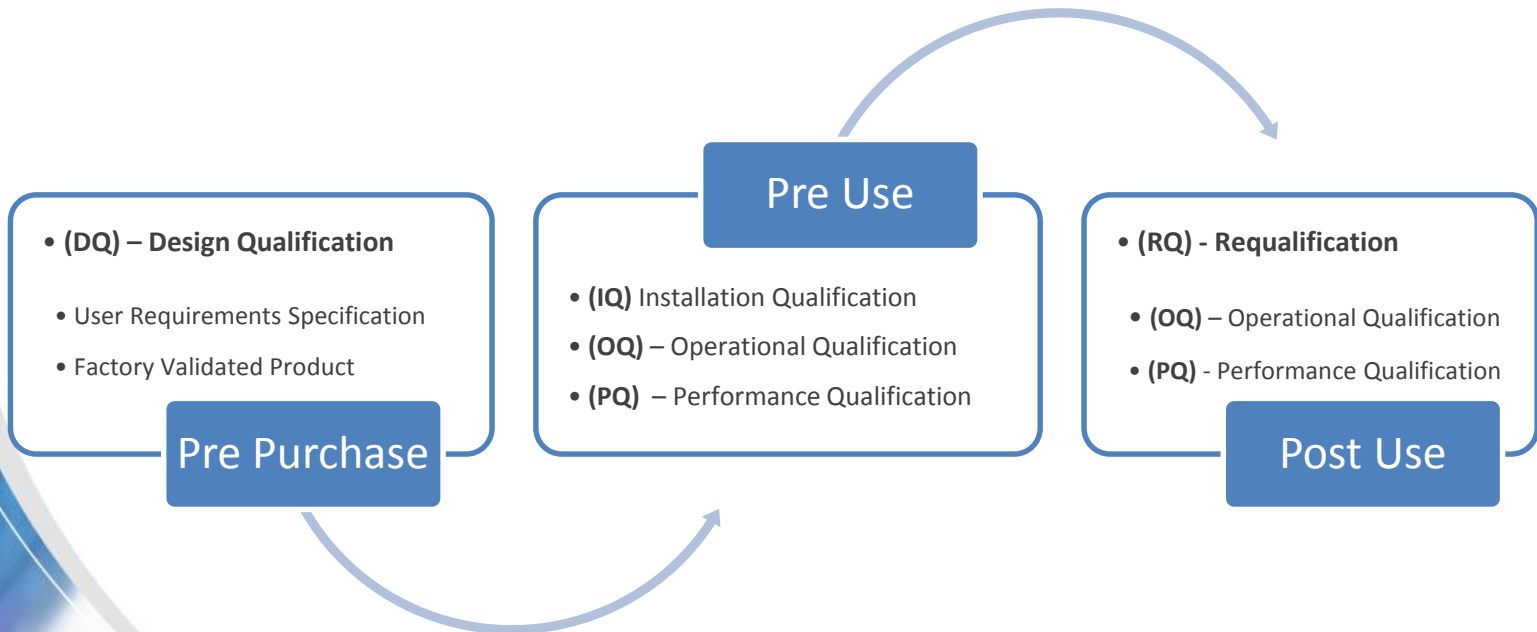 • (DQ) – Design Qualification
• User Requirements Specification
• Factory Validated Product
Pre Purchase
Pre Use
• (IQ) Installation Qualification
• (OQ) – Operational Qualification
• (PQ) – Performance Qualification
• (RQ) - Requalification
• (OQ) – Operational Qualification
• (PQ) - Performance Qualification
Post Use